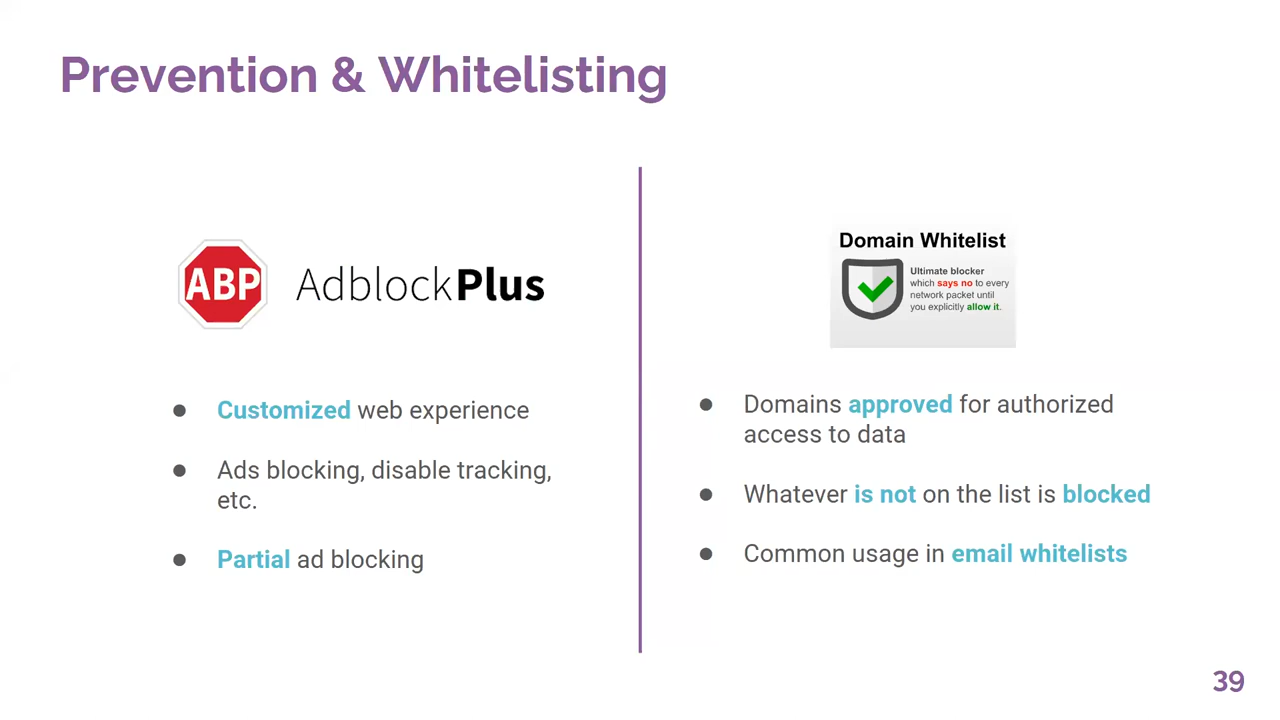 Prevention & Whitelisting
ABP AdblockPlus
● Customized web experience
● Ads blocking, disable tracking,
etc.
● Partial ad blocking
Domain Whitelist
Ultimate blocker
which says no to every
network packet until
you explicitly allow it.
● Domains approved for authorized
access to data
● Whatever is not on the list is blocked
● Common usage in email whitelists
39